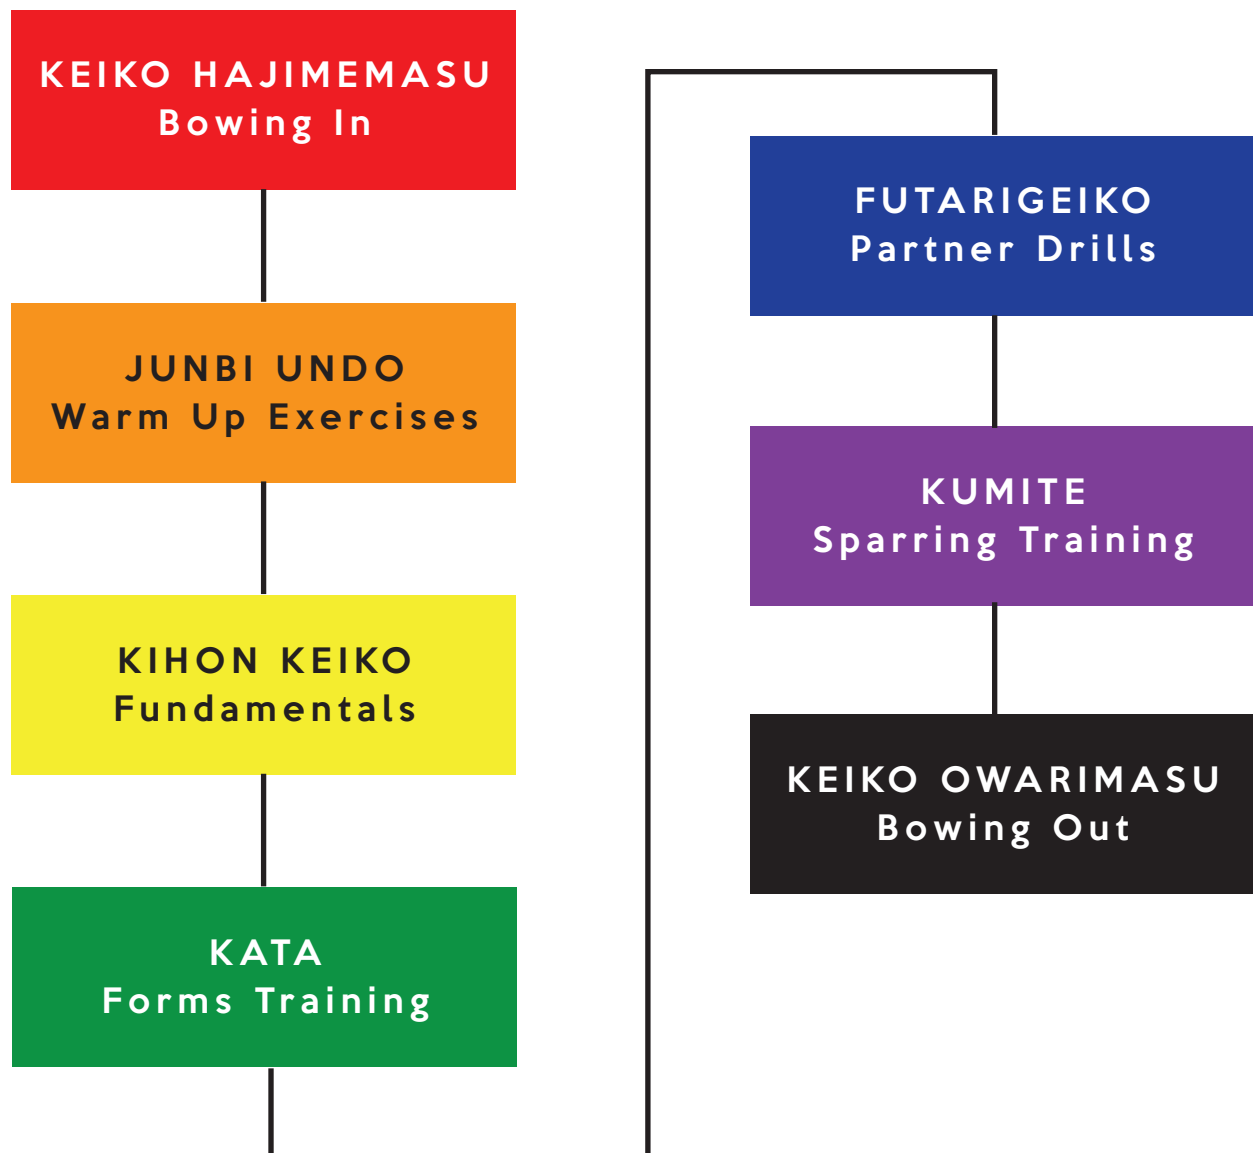 KEIKO HAJIMEMASU
Bowing In
JUNBI UNDO
Warm Up Exercises
KIHON KEIKO
Fundamentals
KATA
Forms Training
FUTARIGEIKO
Partner Drills
KUMITE
Sparring Training
KEIKO OWARIMASU
Bowing Out